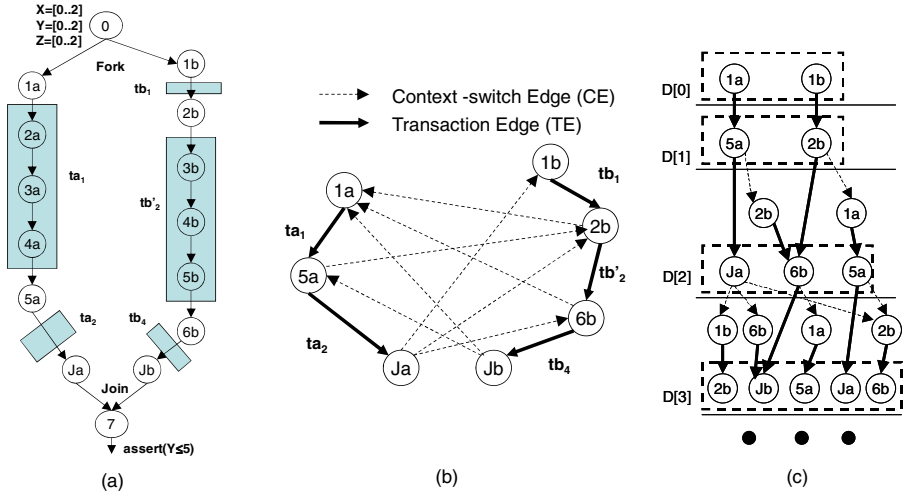 X=[0..2]
Y=[0..2]
Z=[0..2]
0
Fork
1a
1b
tb1
2b
2a
3a
4a
ta1
3b
4b
5b
tb'2
5a
ta2
tb4
6b
Ja
Jb
Join
7
assert(Y≤5)
(a)
Context -switch Edge (CE)
Transaction Edge (TE)
1b
tb1
1a
2b
ta1
tb'2
5a
6b
ta2
tb4
Ja
Jb
(b)
D[0]
1a
1b
D[1]
5a
2b
2b
1a
D[2]
Ja
6b
5a
1b
6b
1a
2b
D[3]
2b
Jb
5a
Ja
6b
(c)